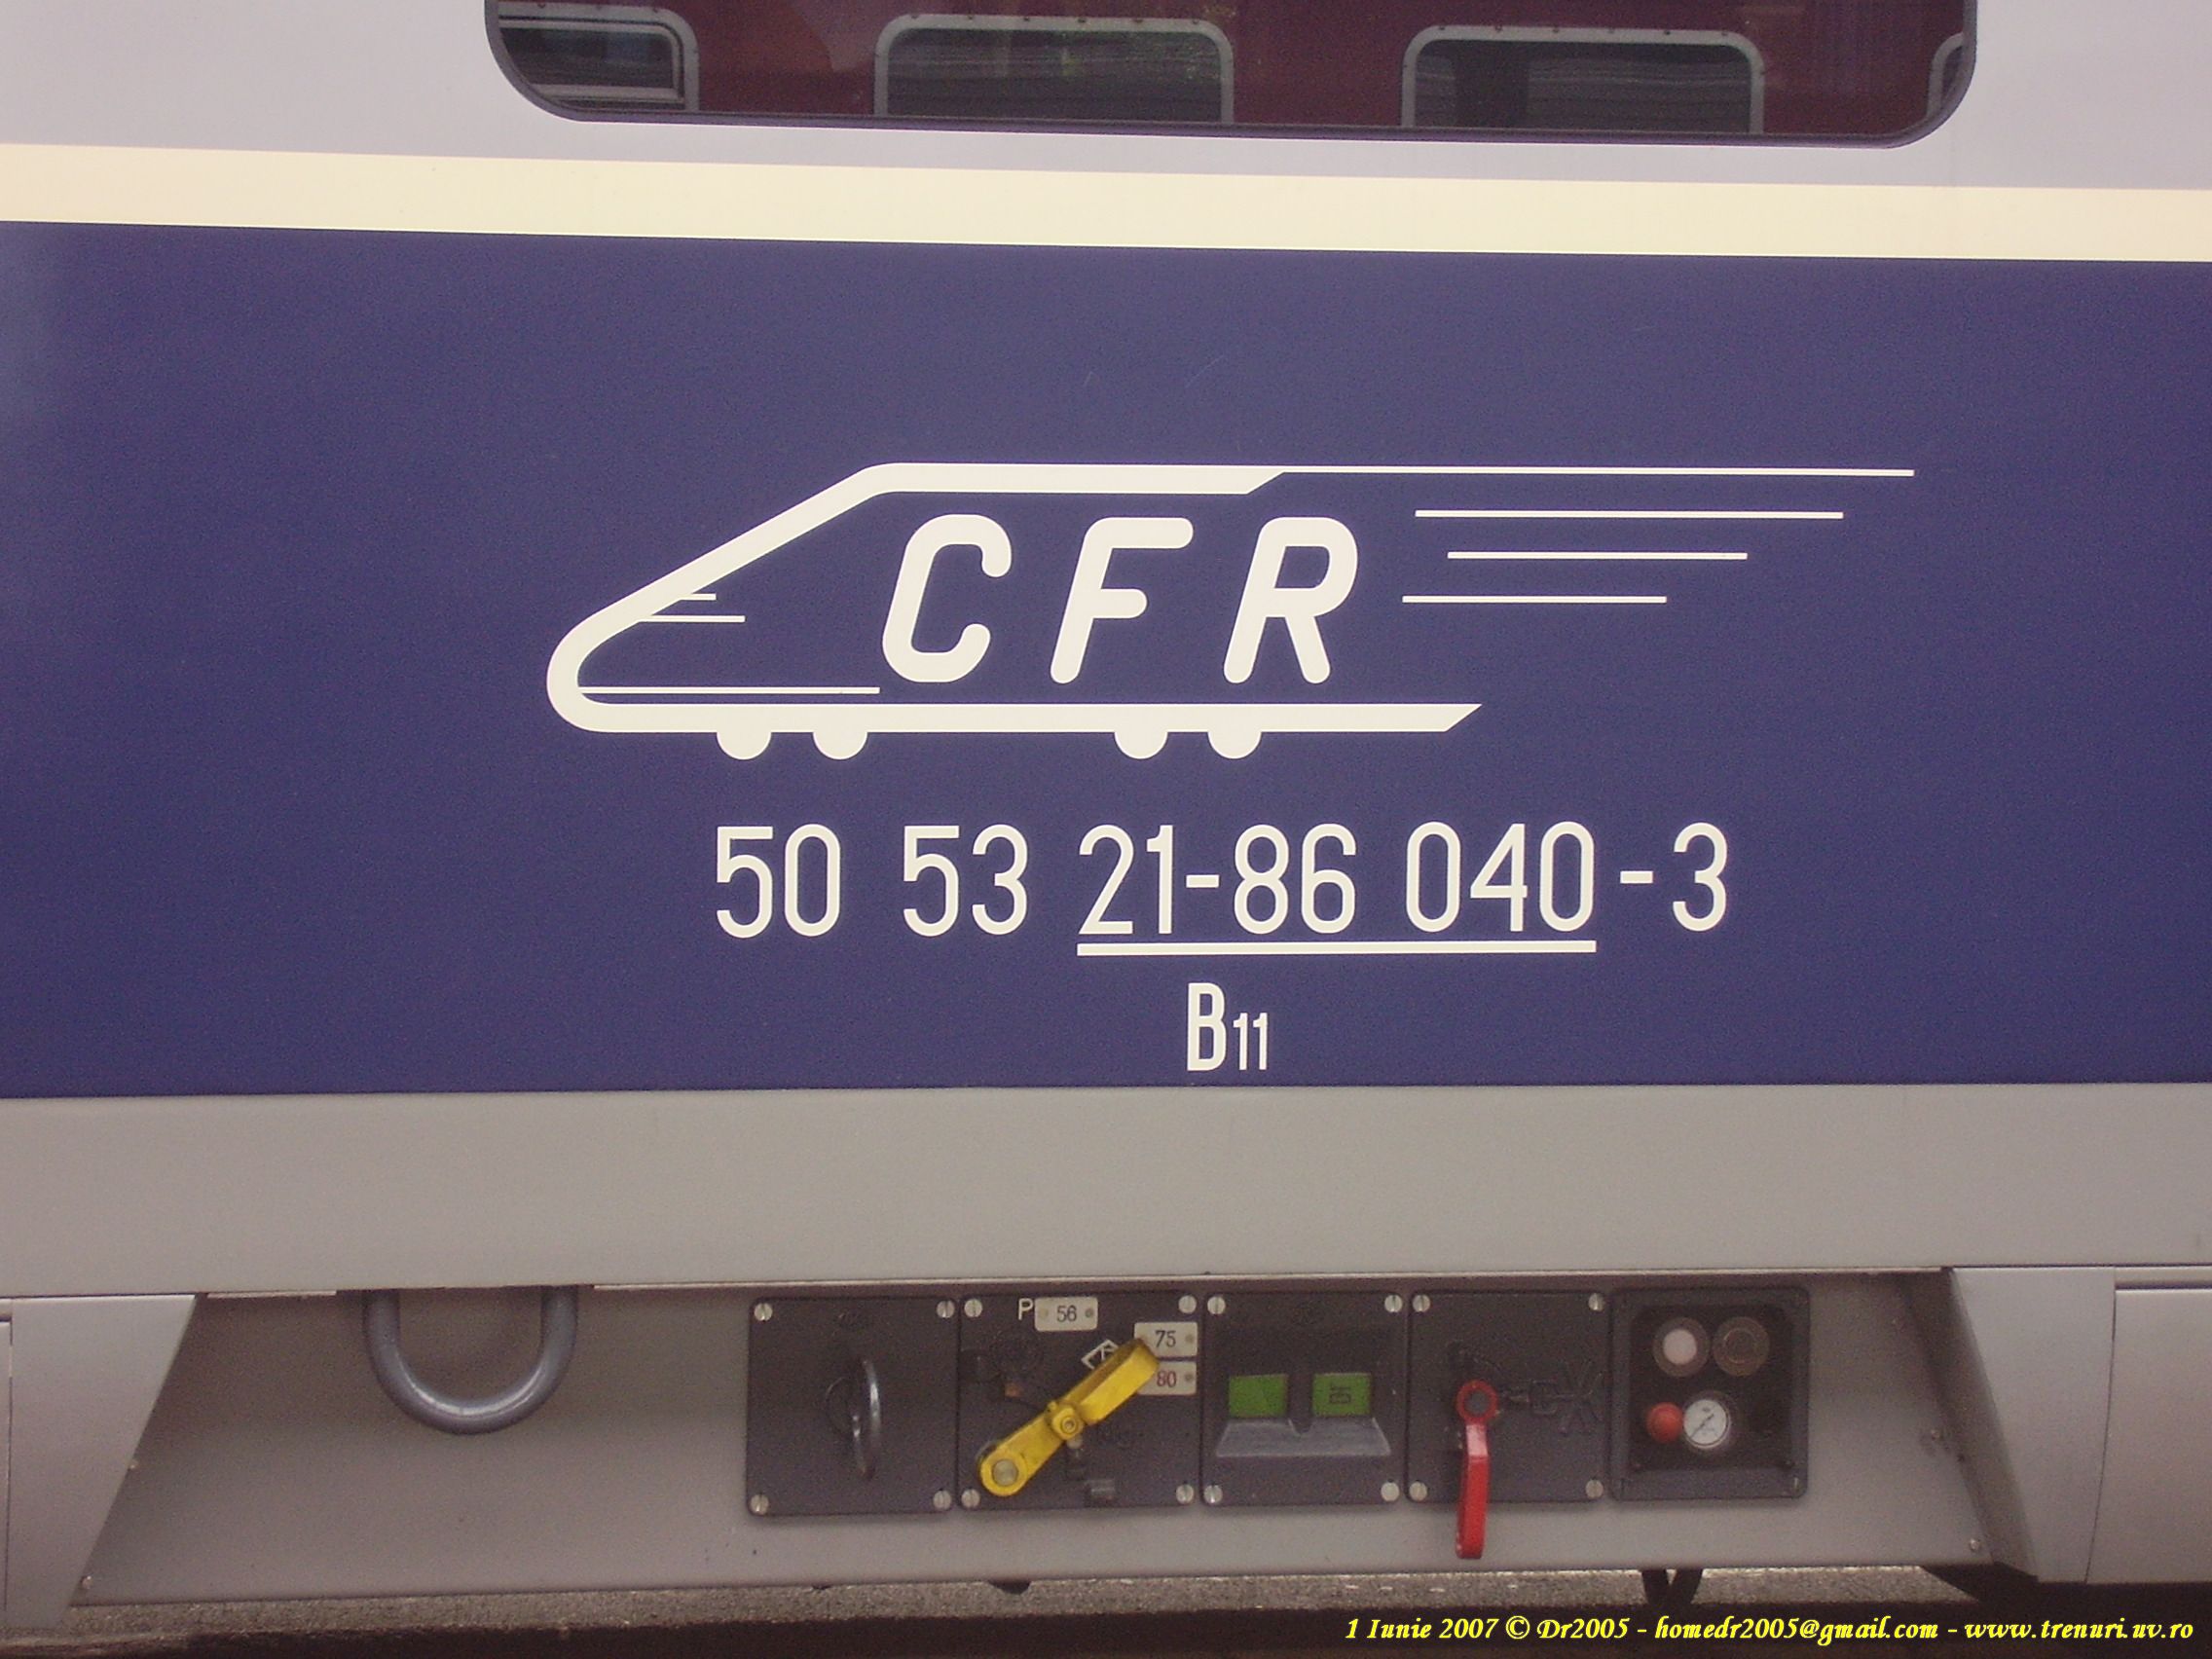 CFR
50 53 21-86 040-3
B11
P 56
75
80
1 Iunie 2007 © Dr2005 - homedr2005@gmail.com - www.trenuri.uv.ro